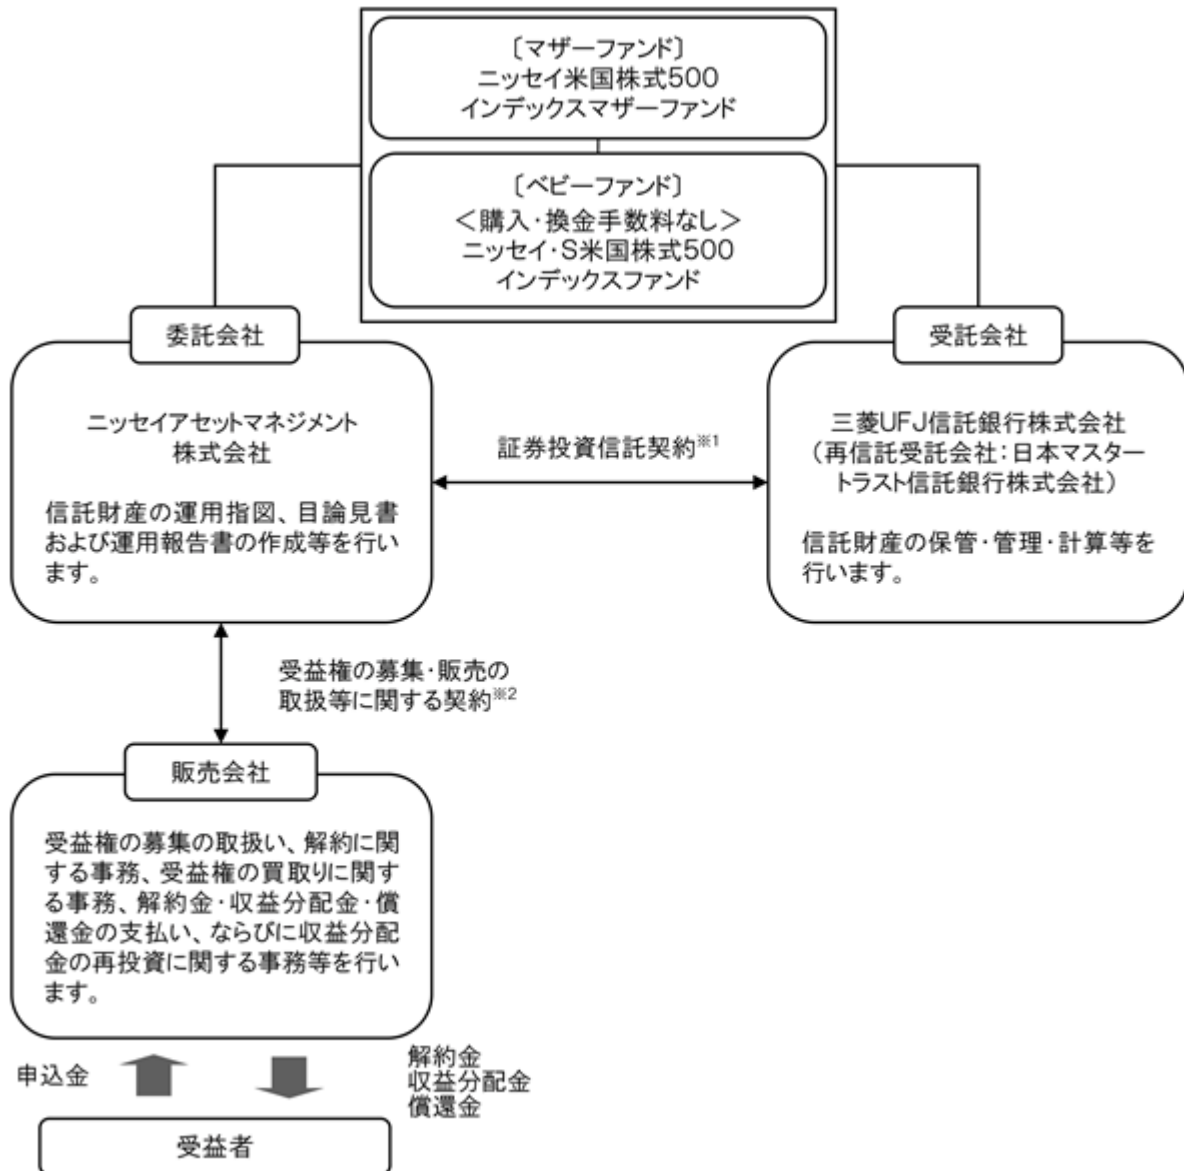 〔マザーファンド〕
ニッセイ米国株式500
インデックスマザーファンド
〔ベビーファンド〕
＜購入・換金手数料なし＞
ニッセイ・S米国株式500
インデックスファンド
委託会社
ニッセイアセットマネジメント
株式会社
信託財産の運用指図、目論見書
および運用報告書の作成等を行い
ます。
証券投資信託契約※1
受託会社
三菱UFJ信託銀行株式会社
（再信託受託会社：日本マスター
トラスト信託銀行株式会社）
信託財産の保管・管理・計算等を
行います。
受益権の募集・販売の
取扱等に関する契約※2
販売会社
受益権の募集の取扱い、解約に関
する事務、受益権の買取りに関す
る事務、解約金・収益分配金・償
還金の支払い、ならびに収益分配
金の再投資に関する事務等を行い
ます。
申込金
解約金
収益分配金
償還金
受益者